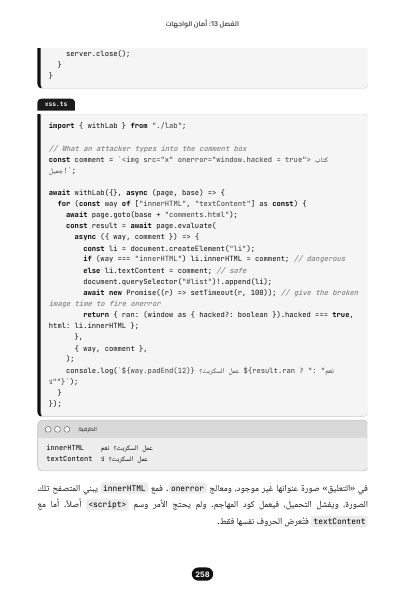 الفصل 13: أمان الواجهات
server.close();
}
}
xss.ts
import { withLab } from "./lab";
// What an attacker types into the comment box
const comment = `<img src="x" onerror="window.hacked = true"> كتاب
جميل!`;
await withLab({}, async (page, base) => {
for (const way of ["innerHTML", "textContent"] as const) {
await page.goto(base + "comments.html");
const result = await page.evaluate(
async ({ way, comment }) => {
const li = document.createElement("li");
if (way === "innerHTML") li.innerHTML = comment; // dangerous
else li.textContent = comment; // safe
document.querySelector("#list")!.append(li);
await new Promise((r) => setTimeout(r, 100)); // give the broken
image time to fire onerror
return { ran: (window as { hacked?: boolean }).hacked === true,
html: li.innerHTML };
},
{ way, comment },
);
console.log(`${way.padEnd(12)} عمل السكربت؟ ${result.ran ? "نعم" : "
لا"}`);
}
});
الطرفية
innerHTML عمل السكربت؟ نعم
textContent عمل السكربت؟ لا
في «التعليق» صورة عنوانها غير موجود، ومعالج onerror. فمع innerHTML يبني المتصفح تلك
الصورة، ويفشل التحميل، فيعمل كود المهاجم. ولم يحتج الأمر وسم <script> أصلاً. أما مع
textContent فتُعرض الحروف نفسها فقط.
258